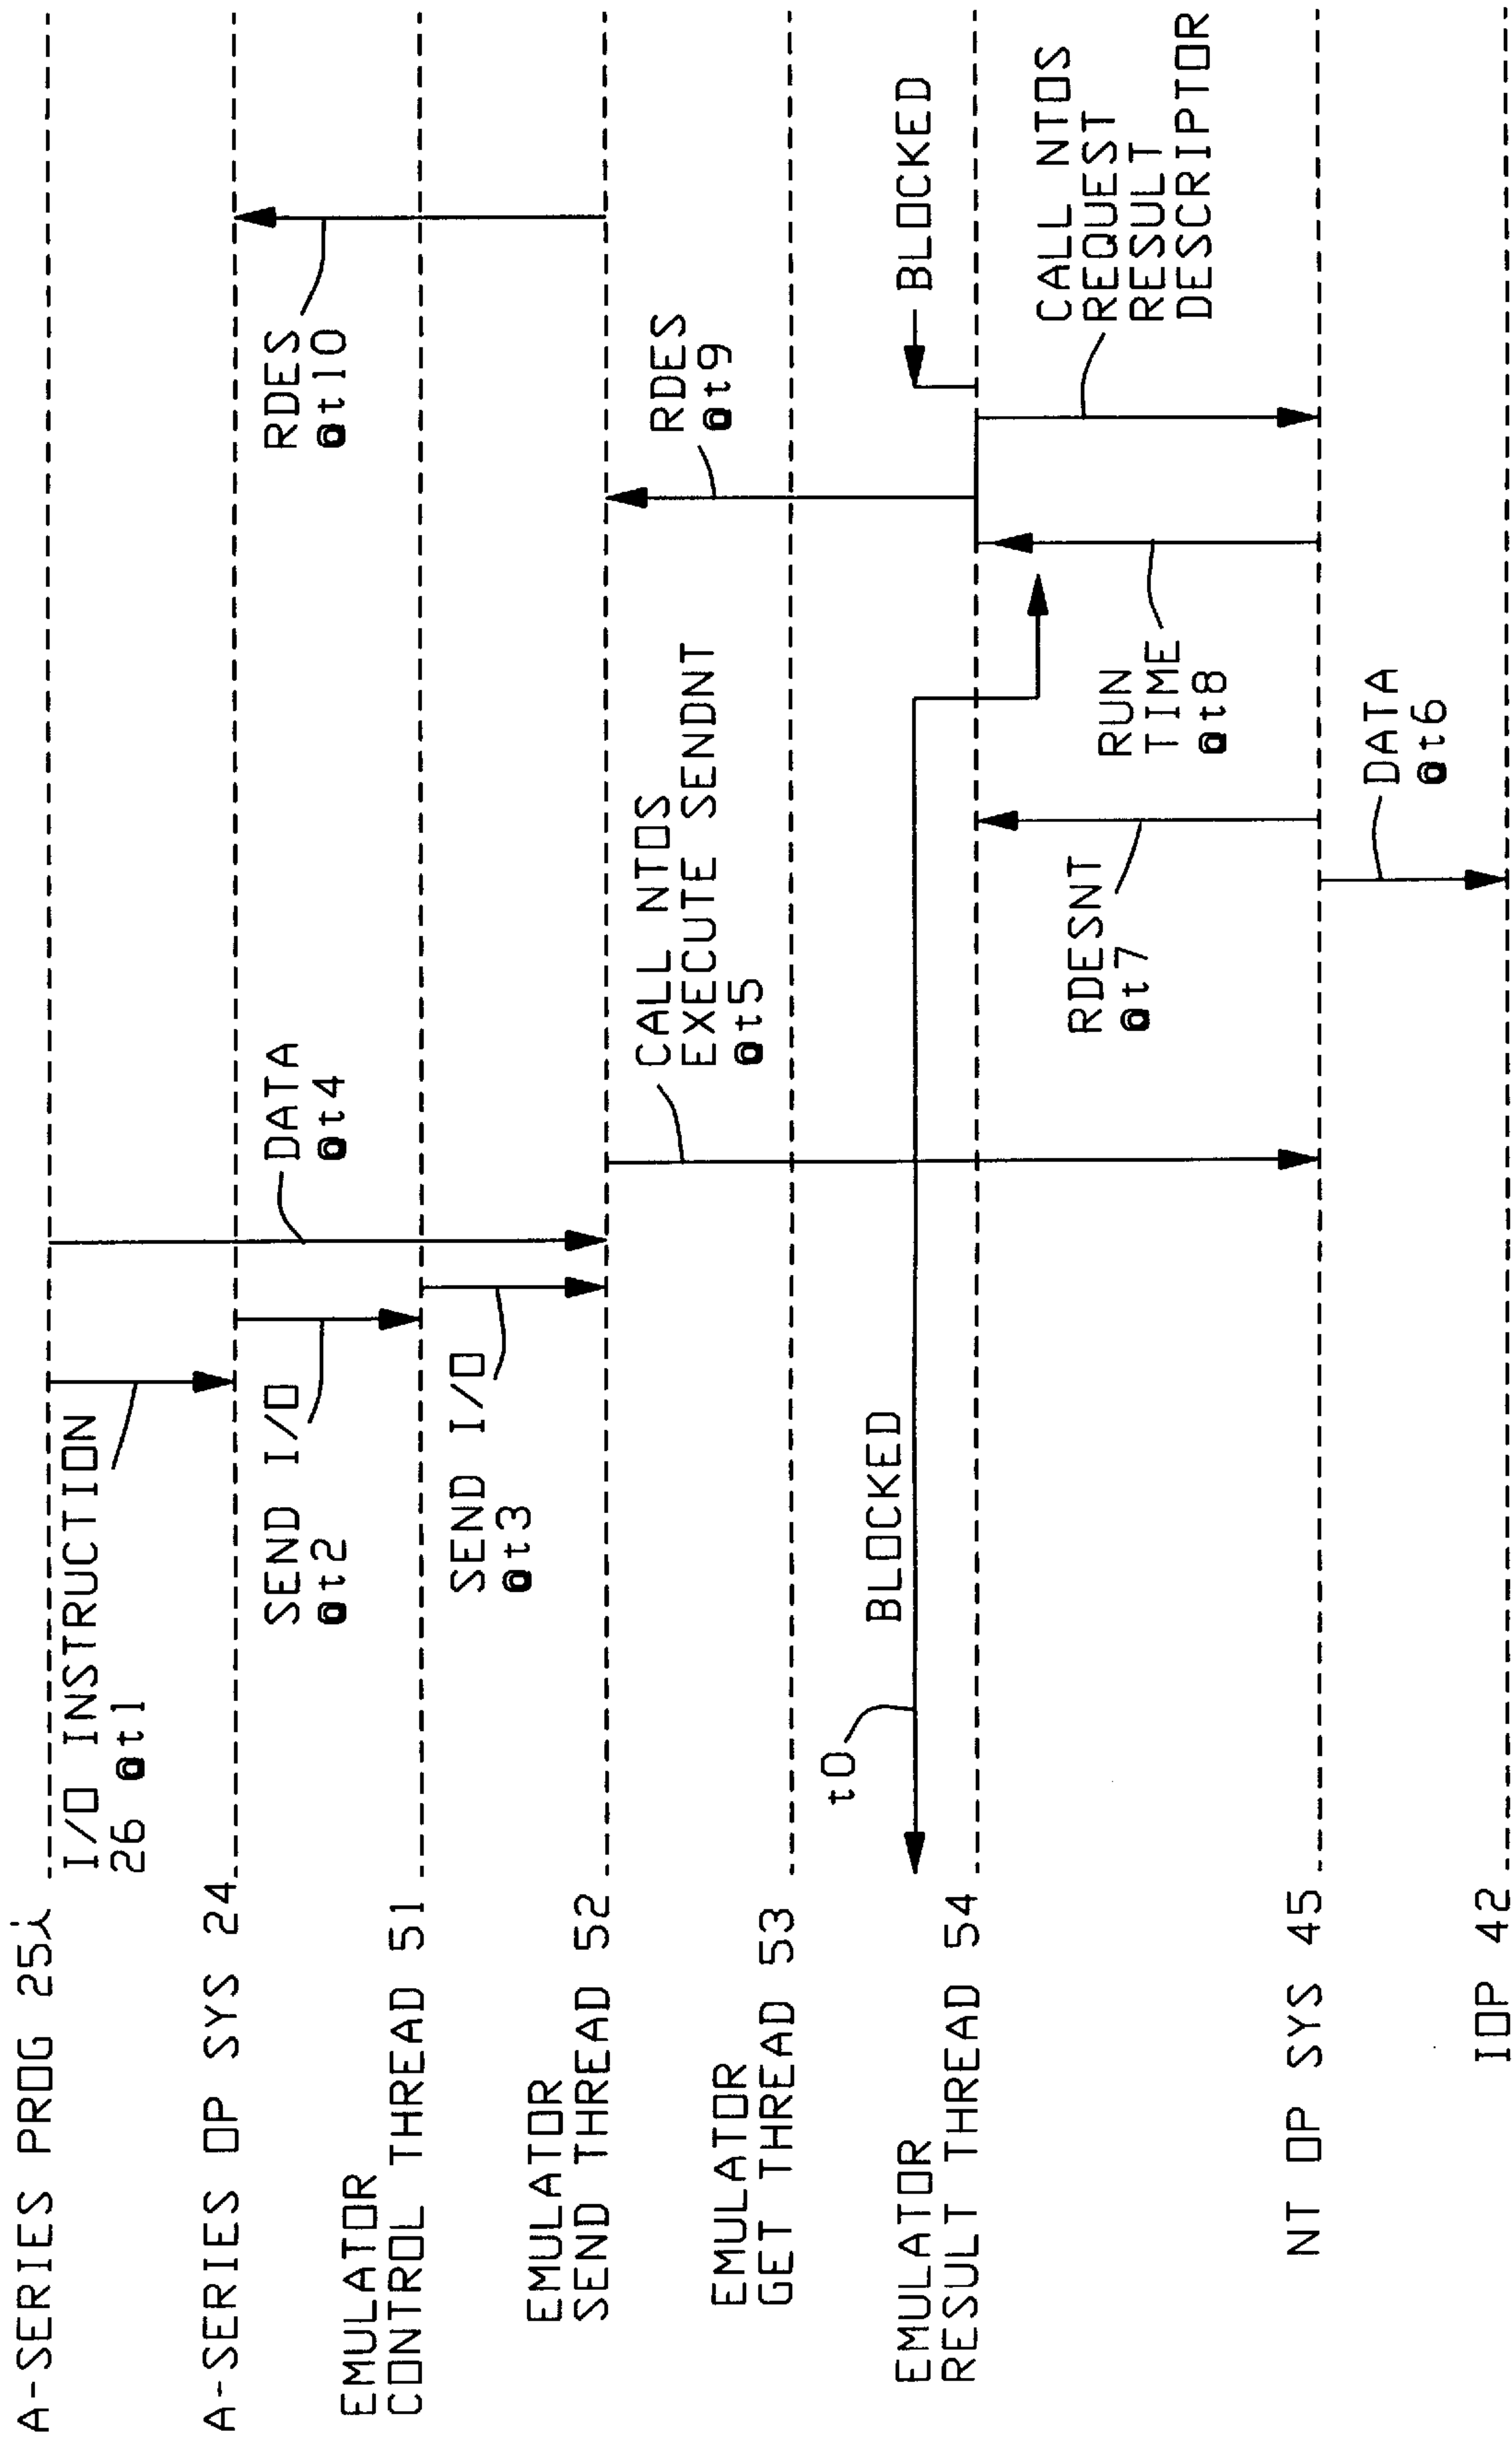 A-SERIES PROG 25i
I/O INSTRUCTION
26 @t1
A-SERIES OP SYS 24
SEND I/O
@t2
DATA
@t4
RDES
@t10
EMULATOR
CONTROL THREAD 51
SEND I/O
@t3
EMULATOR
SEND THREAD 52
CALL NTOS
EXECUTE SENDNT
@t5
RDES
@t9
EMULATOR
GET THREAD 53
t0
BLOCKED
BLOCKED
EMULATOR
RESULT THREAD 54
RDESNT
@t7
RUN
TIME
@t8
CALL NTOS
REQUEST
RESULT
DESCRIPTOR
NT OP SYS 45
DATA
@t6
IOP 42